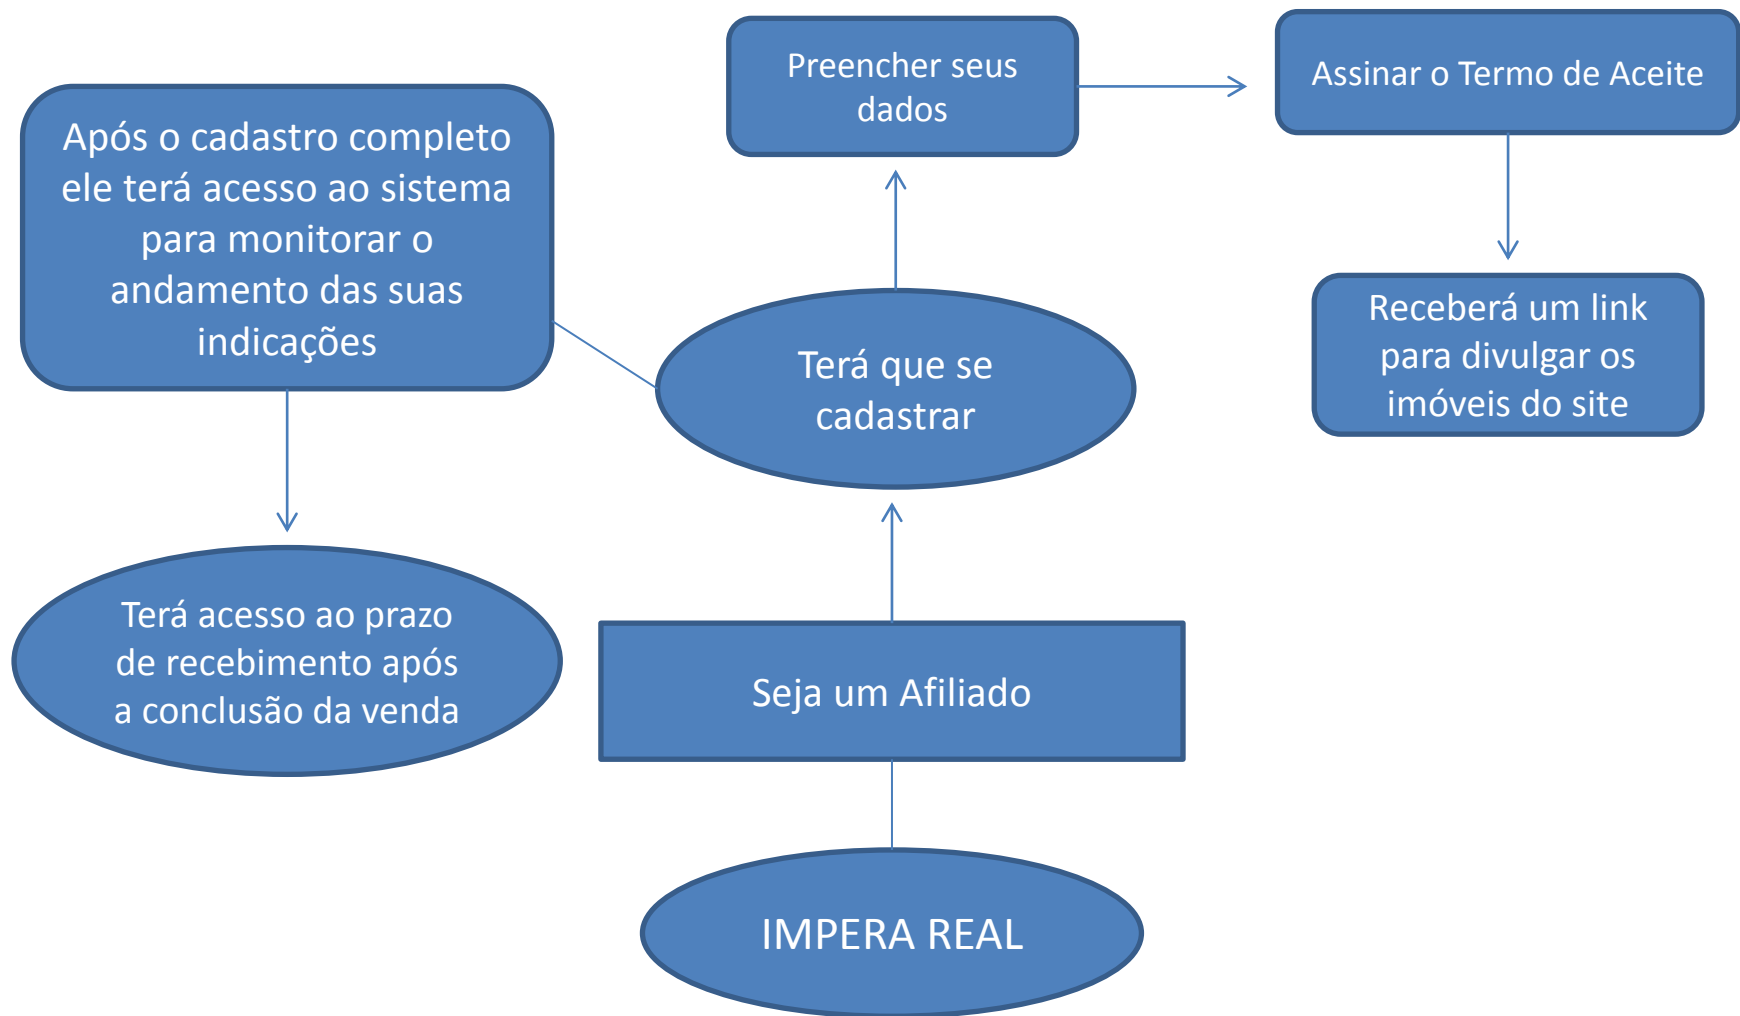 Preencher seus
dados
Assinar o Termo de Aceite
Após o cadastro completo
ele terá acesso ao sistema
para monitorar o
andamento das suas
indicações
Receberá um link
para divulgar os
imóveis do site
Terá que se
cadastrar
Terá acesso ao prazo
de recebimento após
a conclusão da venda
Seja um Afiliado
IMPERA REAL